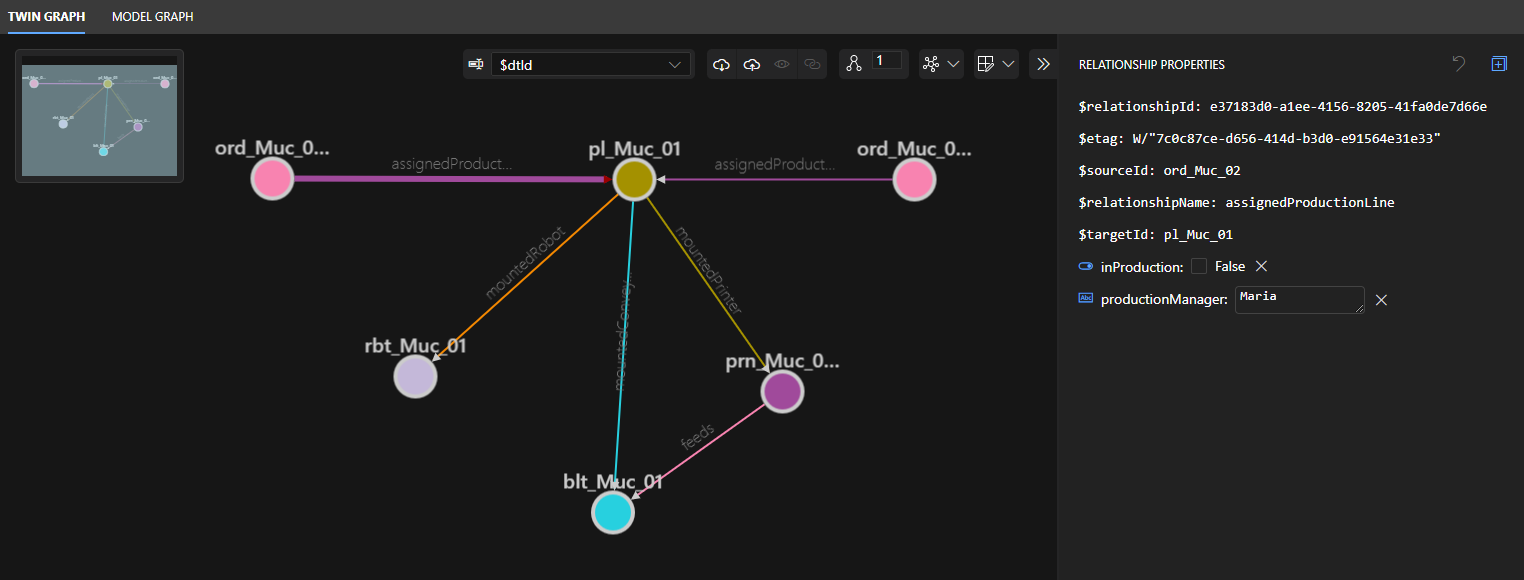 TWIN GRAPH MODEL GRAPH
$dtId
1
RELATIONSHIP PROPERTIES
$relationshipId: e37183d0-a1ee-4156-8205-41fa0de7d66e
$etag: W/"7c0c87ce-d656-414d-b3d0-e91564e31e33"
$sourceId: ord_Muc_02
$relationshipName: assignedProductionLine
$targetId: pl_Muc_01
inProduction: False
Abc productionManager: Maria
ord_Muc_0...
assignedProduct...
pl_Muc_01
assignedProduct...
ord_Muc_0...
mountedRobot
mountedConvey...
mountedPrinter
rbt_Muc_01
prn_Muc_0...
feeds
blt_Muc_01